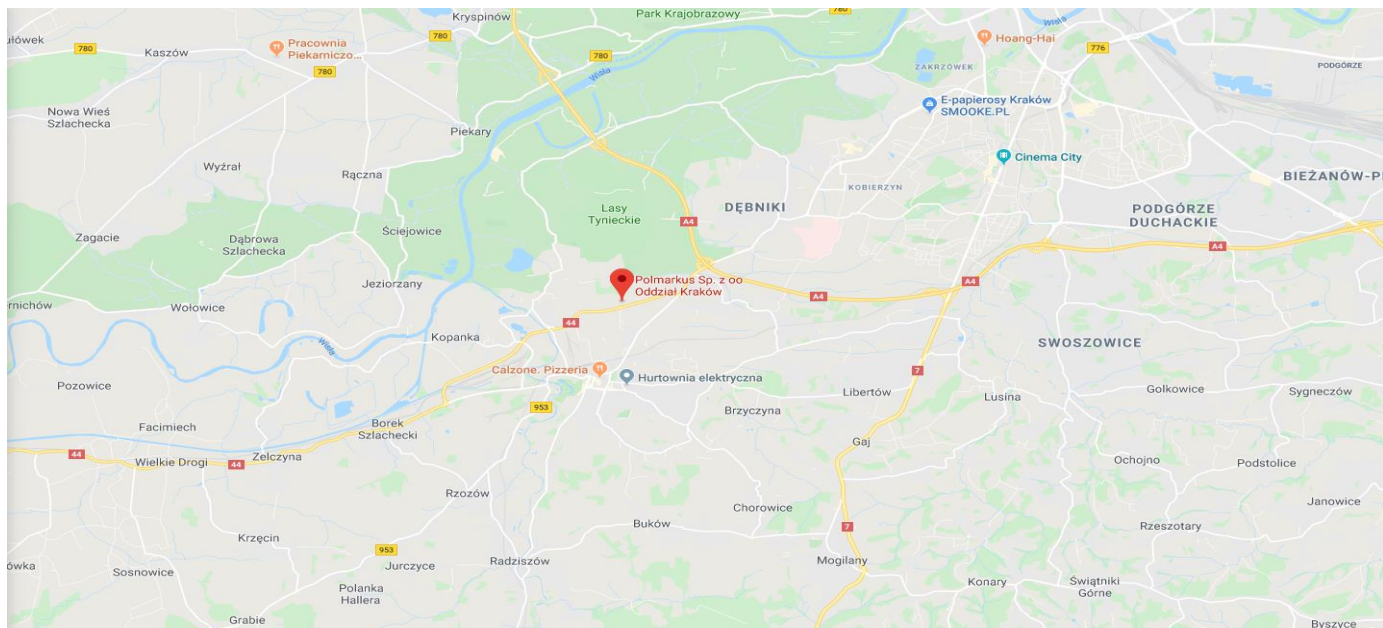 Kryspinów
Park Krajobrazowy
780
Wisła
Hoang-Hai
780
776
780
Kaszów
Pracownia
Piekarniczo...
780
780
ZAKRZÓWEK
PODGÓRZE
Wisła
E-papierosy Kraków
SMOOKE.PL
Nowa Wieś
Szlachecka
Piekary
Cinema City
Wyźrał
Rączna
KOBIERZYN
BIEŻANÓW-P
Lasy
Tynieckie
DĘBNIKI
PODGÓRZE
DUCHACKIE
A4
Zagacie
Dąbrowa
Szlachecka
Ściejowice
A4
A4
Jeziorzany
Polmarkus Sp. z oo
Oddział Kraków
A4
A4
Wołowice
44
Kopanka
Wisła
SWOSZOWICE
Calzone. Pizzeria
Hurtownia elektryczna
7
Pozowice
Libertów
Lusina
Golkowice
Sygneczów
953
Brzyczyna
Facimiech
Borek
Szlachecki
Gaj
44
Wielkie Drogi
44
Zelczyna
Ochojno
Podstolice
Rzozów
Chorowice
Janowice
Buków
7
Rzeszotary
Krzęcin
953
Jurczyce
Radziszów
Mogilany
Sosnowice
Polanka
Hallera
Konary
Świątniki
Górne
Grabie
Byszyce